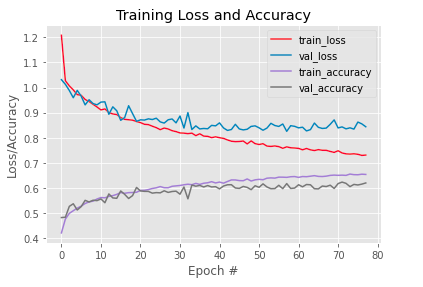 Training Loss and Accuracy
1.2
1.1
1.0
0.9
0.8
0.7
0.6
0.5
0.4
Loss/Accuracy
train_loss
val_loss
train_accuracy
val_accuracy
0 10 20 30 40 50 60 70 80
Epoch #